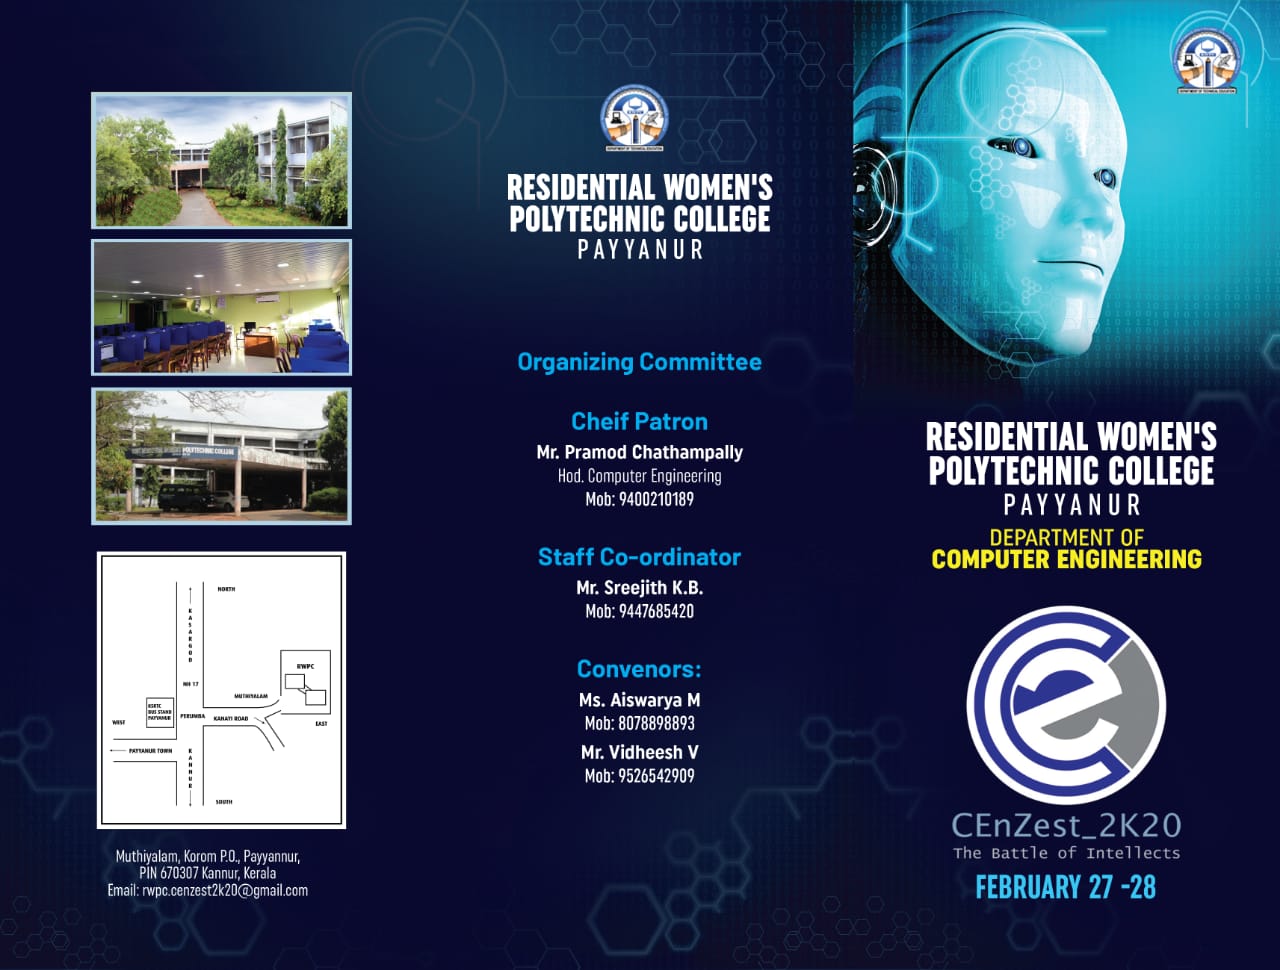 POLYTECHNIC COLLEGE
NORTH
KASARGOD
NH 17
RWPC
MUTHIYALAM
KSRTC
BUS STAND
PAYYANUR
WEST
PERUMBA
KANAYI ROAD
EAST
PAYYANUR TOWN
KANNUR
SOUTH
Muthiyalam, Korom P.O., Payyannur,
PIN 670307 Kannur, Kerala
Email: rwpc.cenzest2k20@gmail.com
DEPARTMENT OF TECHNICAL EDUCATION
RESIDENTIAL WOMEN'S
POLYTECHNIC COLLEGE
PAYYANUR
Organizing Committee
Cheif Patron
Mr. Pramod Chathampally
Hod. Computer Engineering
Mob: 9400210189
Staff Co-ordinator
Mr. Sreejith K.B.
Mob: 9447685420
Convenors:
Ms. Aiswarya M
Mob: 8078898893
Mr. Vidheesh V
Mob: 9526542909
DEPARTMENT OF TECHNICAL EDUCATION
RESIDENTIAL WOMEN'S
POLYTECHNIC COLLEGE
PAYYANUR
DEPARTMENT OF
COMPUTER ENGINEERING
CEnZest_2K20
The Battle of Intellects
FEBRUARY 27 -28